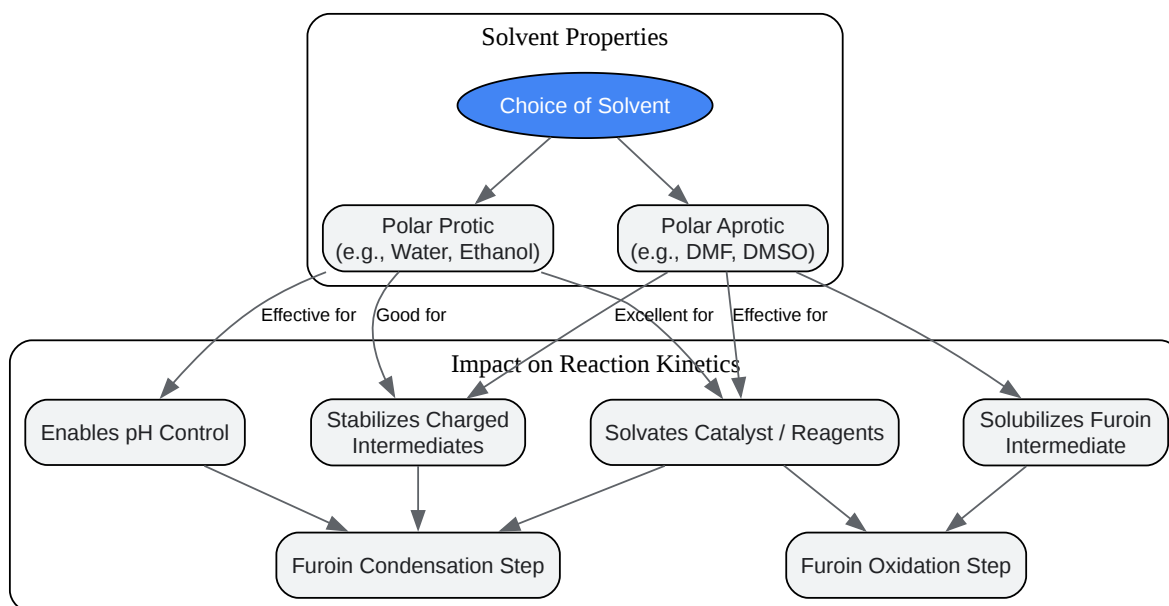 Solvent Properties
Choice of Solvent
Polar Protic
(e.g., Water, Ethanol)
Polar Aprotic
(e.g., DMF, DMSO)
Effective for
Good for
Excellent for
Effective for
Impact on Reaction Kinetics
Enables pH Control
Stabilizes Charged
Intermediates
Solvates Catalyst / Reagents
Solubilizes Furoin
Intermediate
Furoin Condensation Step
Furoin Oxidation Step